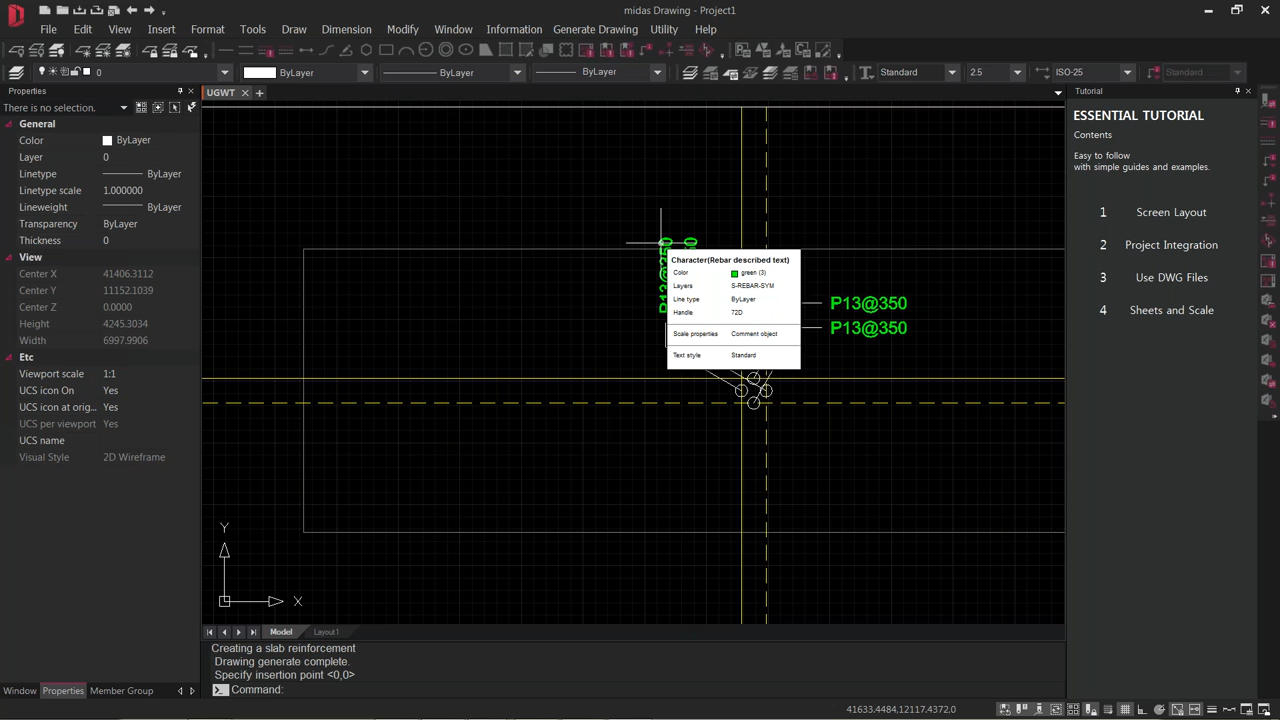 midas Drawing - Project1
File Edit View Insert Format Tools Draw Dimension Modify Window Information Generate Drawing Utility Help
0 ByLayer ByLayer ByLayer Standard 2.5 ISO-25 Standard
Properties
There is no selection.
General
Color ByLayer
Layer 0
Linetype ByLayer
Linetype scale 1.000000
Lineweight ByLayer
Transparency ByLayer
Thickness 0
View
Center X 41406.3112
Center Y 11152.1039
Center Z 0.0000
Height 4245.3034
Width 6997.9906
Etc
Viewport scale 1:1
UCS Icon On Yes
UCS icon at orig... Yes
UCS per viewport Yes
UCS name
Visual Style 2D Wireframe
Window Properties Member Group
UGWT
P13@350
Character(Rebar described text)
Color green (3)
Layers S-REBAR-SYM
Line type ByLayer
Handle 72D
Scale properties Comment object
Text style Standard
P13@350
P13@350
Y
X
Model Layout1
Creating a slab reinforcement
Drawing generate complete.
Specify insertion point <0,0>
Command:
Tutorial
ESSENTIAL TUTORIAL
Contents
Easy to follow
with simple guides and examples.
1 Screen Layout
2 Project Integration
3 Use DWG Files
4 Sheets and Scale
41633.4484,12117.4372,0